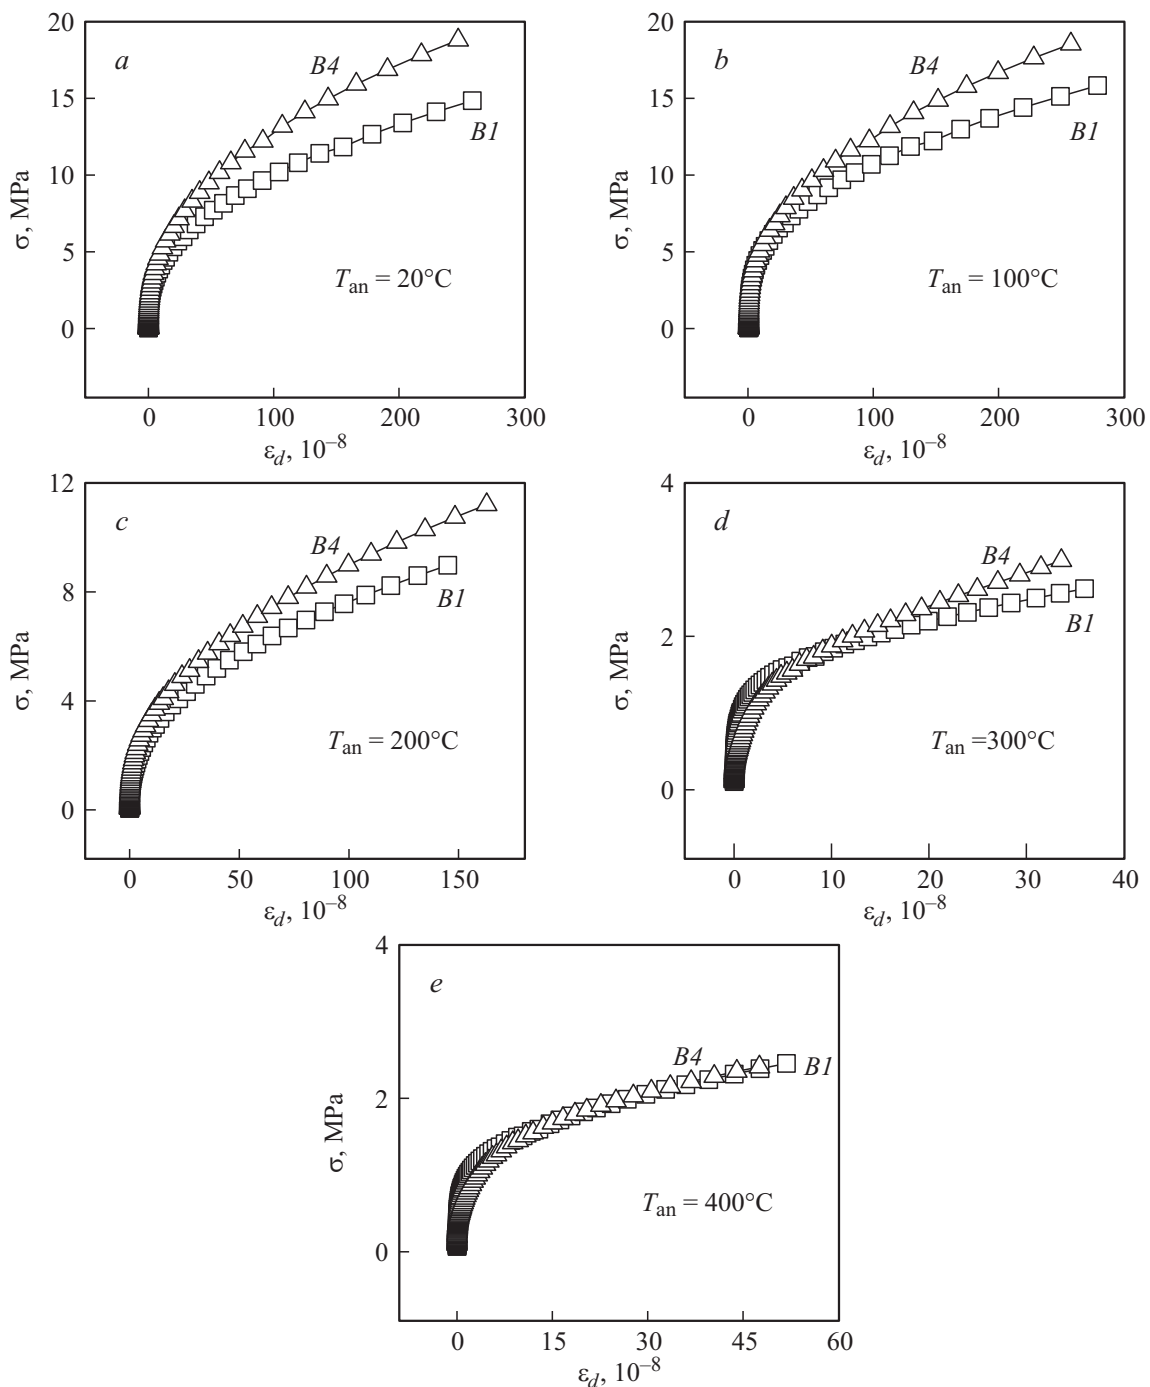 20
15
10
5
0
σ, MPa
a
B4
B1
T_an = 20°C
0 100 200 300
ε_d, 10^–8
20
15
10
5
0
σ, MPa
b
B4
B1
T_an = 100°C
0 100 200 300
ε_d, 10^–8
12
8
4
0
σ, MPa
c
B4
B1
T_an = 200°C
0 50 100 150
ε_d, 10^–8
4
2
0
σ, MPa
d
B4
B1
T_an =300°C
0 10 20 30 40
ε_d, 10^–8
4
2
0
σ, MPa
e
B4
B1
T_an = 400°C
0 15 30 45 60
ε_d, 10^–8